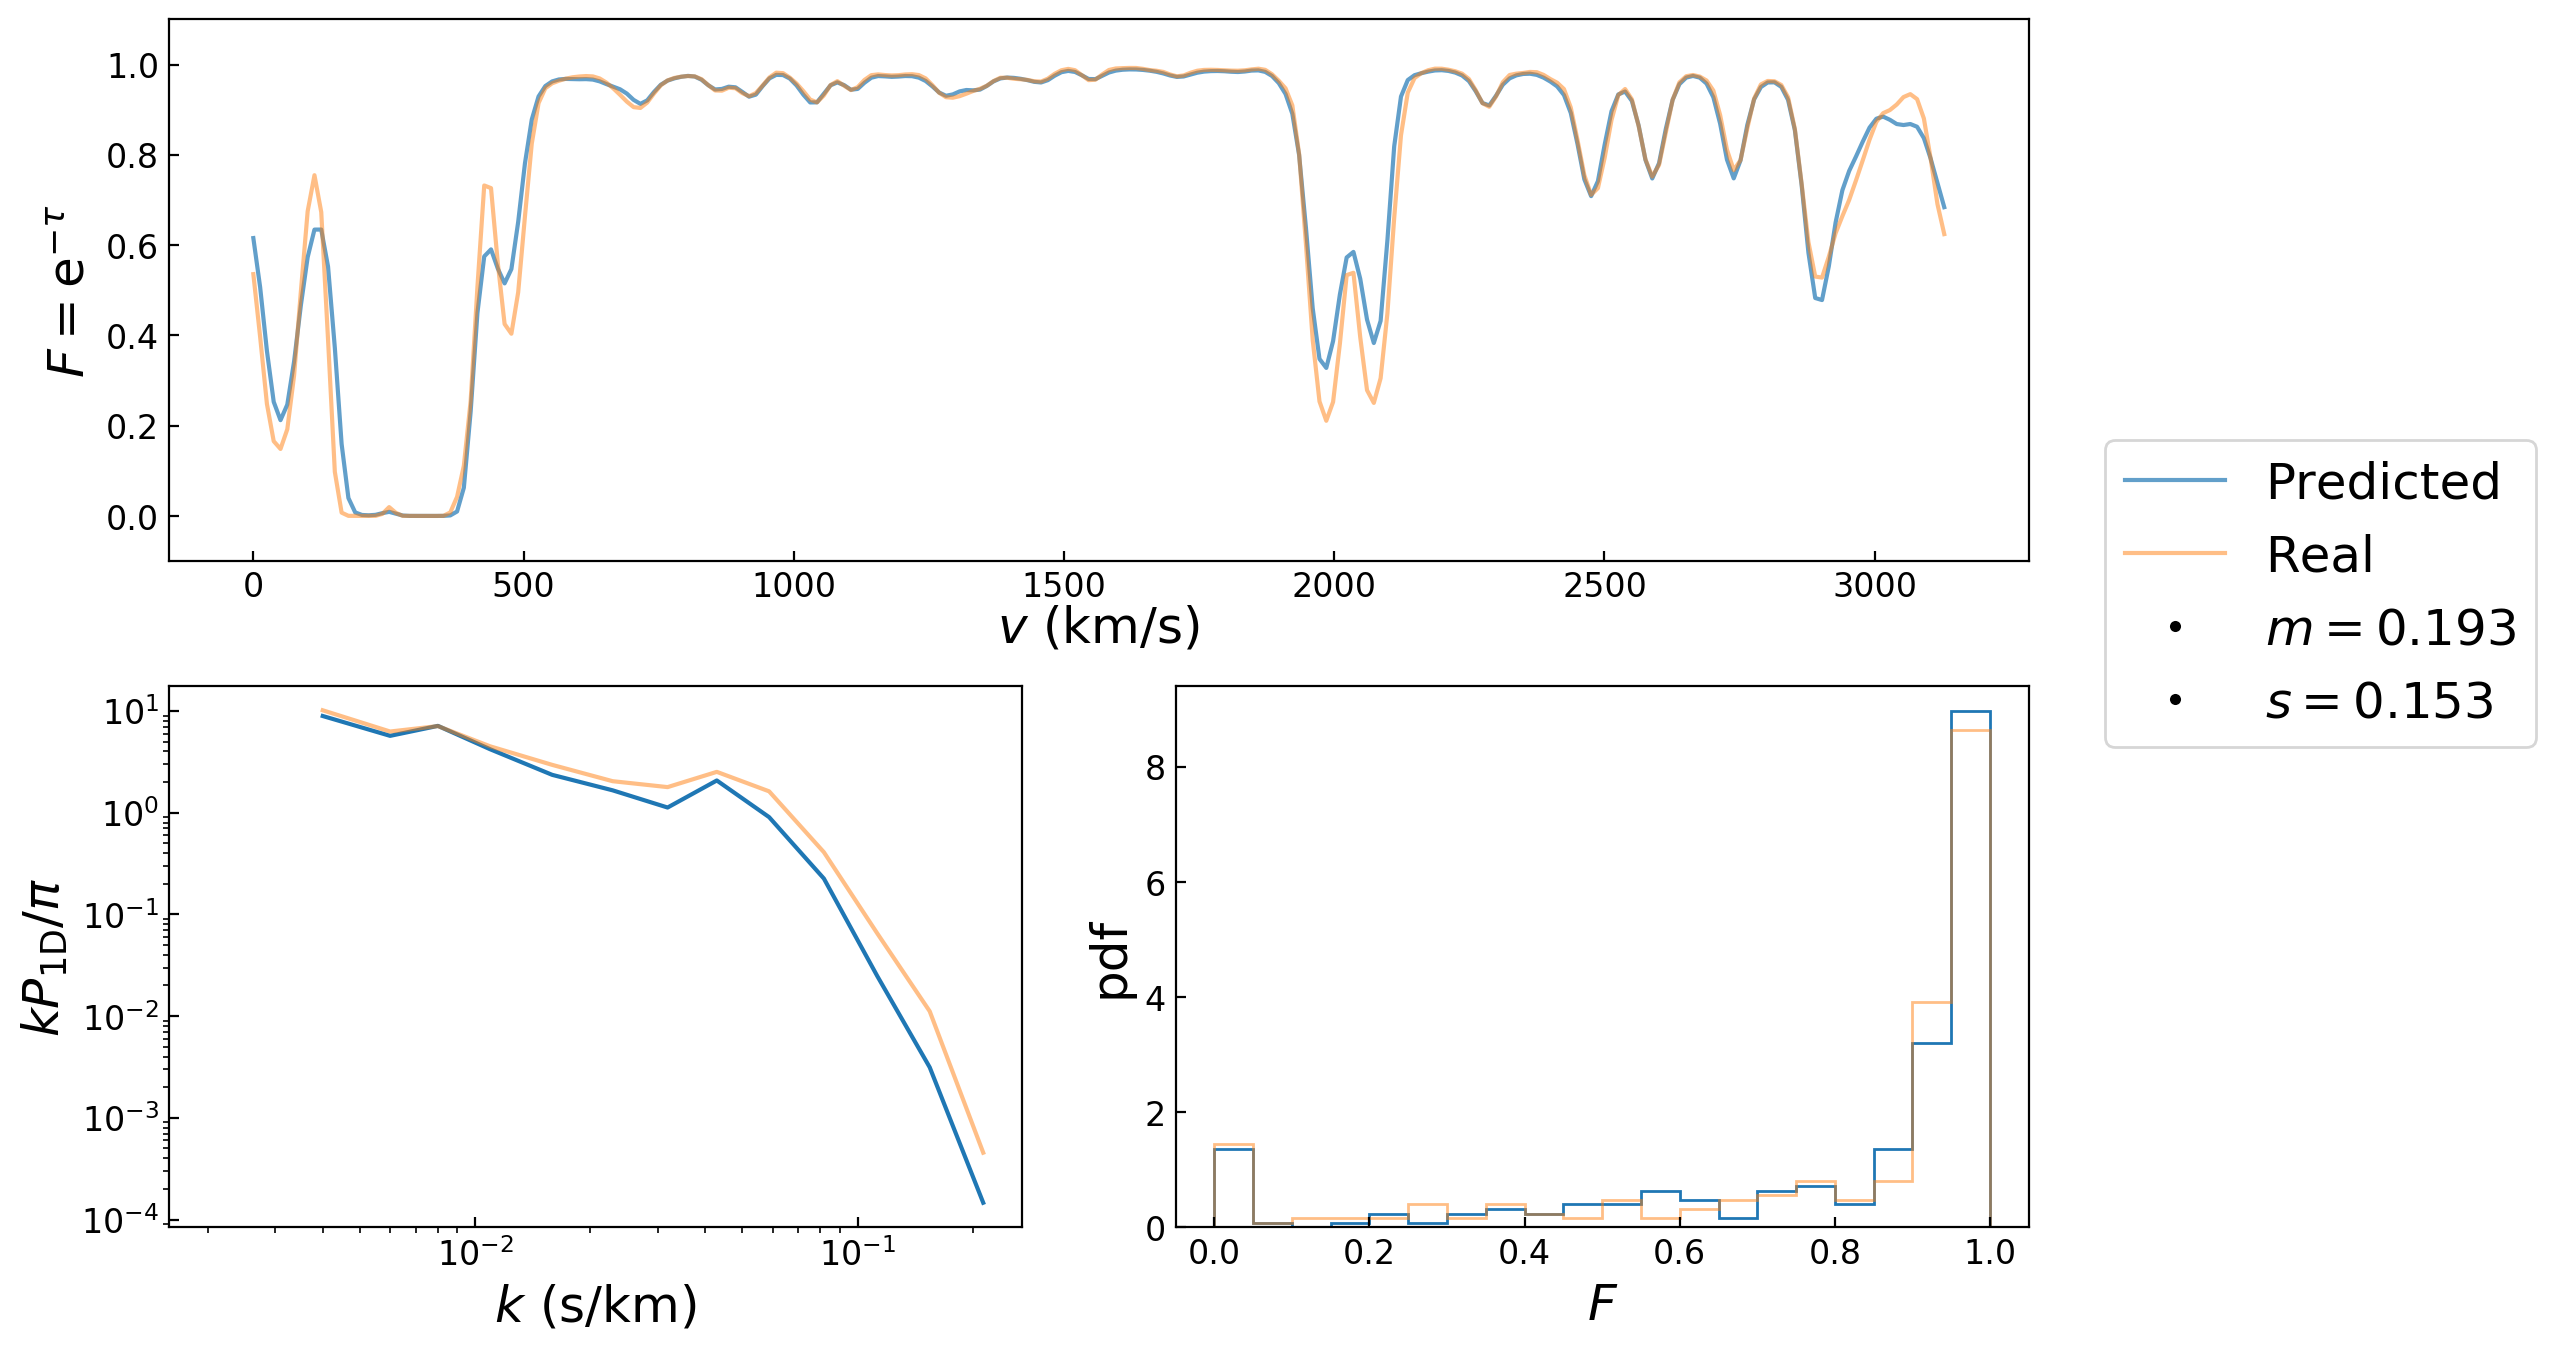 1.0
0.8
0.6
0.4
0.2
0.0
F = e^{−τ}
0 500 1000 1500 2000 2500 3000
v (km/s)
Predicted
Real
m = 0.193
s = 0.153
10^1
10^0
10^{−1}
10^{−2}
10^{−3}
10^{−4}
kP_{1D}/π
10^{−2} 10^{−1}
k (s/km)
8
6
4
2
0
pdf
0.0 0.2 0.4 0.6 0.8 1.0
F